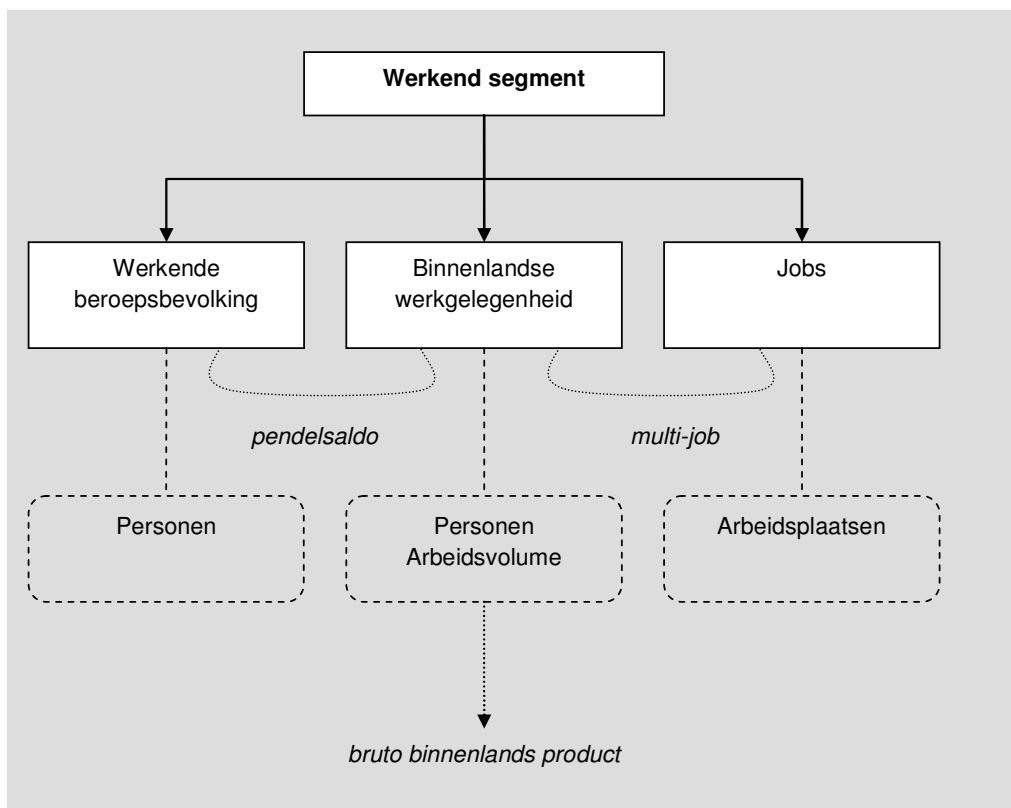 Werkend segment
Werkende
beroepsbevolking
Binnenlandse
werkgelegenheid
Jobs
pendelsaldo
multi-job
Personen
Personen
Arbeidsvolume
Arbeidsplaatsen
bruto binnenlands product